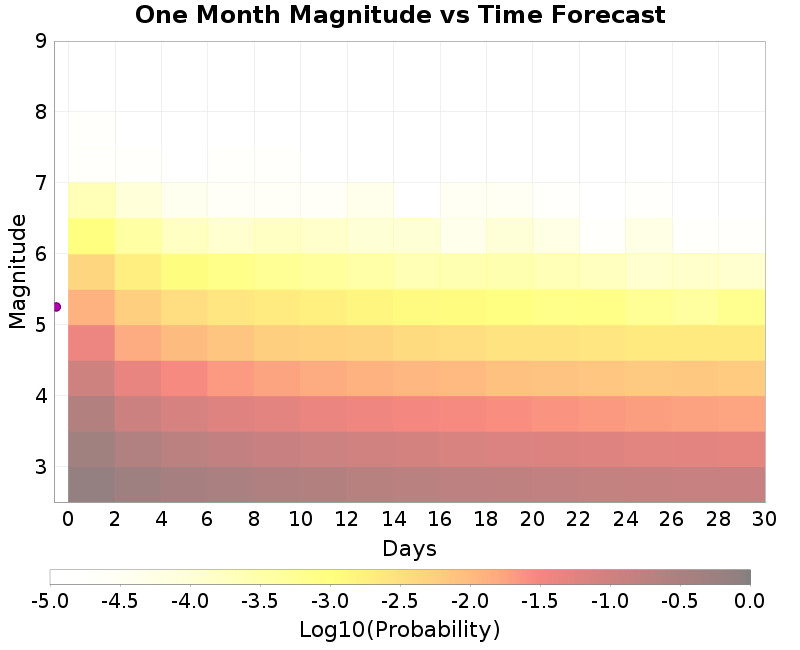 One Month Magnitude vs Time Forecast
9
8
7
6
5
4
3
Magnitude
0 2 4 6 8 10 12 14 16 18 20 22 24 26 28 30
Days
-5.0 -4.5 -4.0 -3.5 -3.0 -2.5 -2.0 -1.5 -1.0 -0.5 0.0
Log10(Probability)